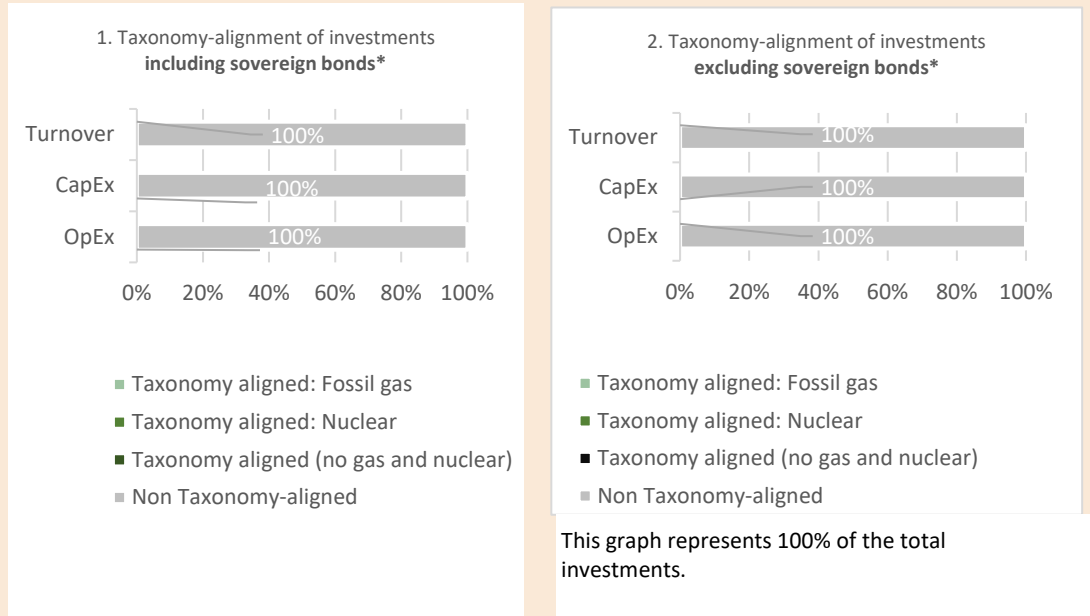 1. Taxonomy-alignment of investments
including sovereign bonds*
Turnover
100%
CapEx
100%
OpEx
100%
0% 20% 40% 60% 80% 100%
Taxonomy aligned: Fossil gas
Taxonomy aligned: Nuclear
Taxonomy aligned (no gas and nuclear)
Non Taxonomy-aligned
2. Taxonomy-alignment of investments
excluding sovereign bonds*
Turnover
100%
CapEx
100%
OpEx
100%
0% 20% 40% 60% 80% 100%
Taxonomy aligned: Fossil gas
Taxonomy aligned: Nuclear
Taxonomy aligned (no gas and nuclear)
Non Taxonomy-aligned
This graph represents 100% of the total
investments.